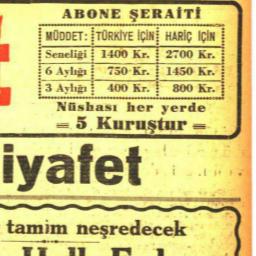 ABONE ŞERAİTİ
MÜDDET: TÜRKİYE İÇİN HARİÇ İÇİN
Seneliği 1400 Kr. 2700 Kr.
6 Aylığı 750 Kr. 1450 Kr.
3 Aylığı 400 Kr. 800 Kr.
Nüshası her yerde
5 Kuruştur
iyafet
tamim neşredecek